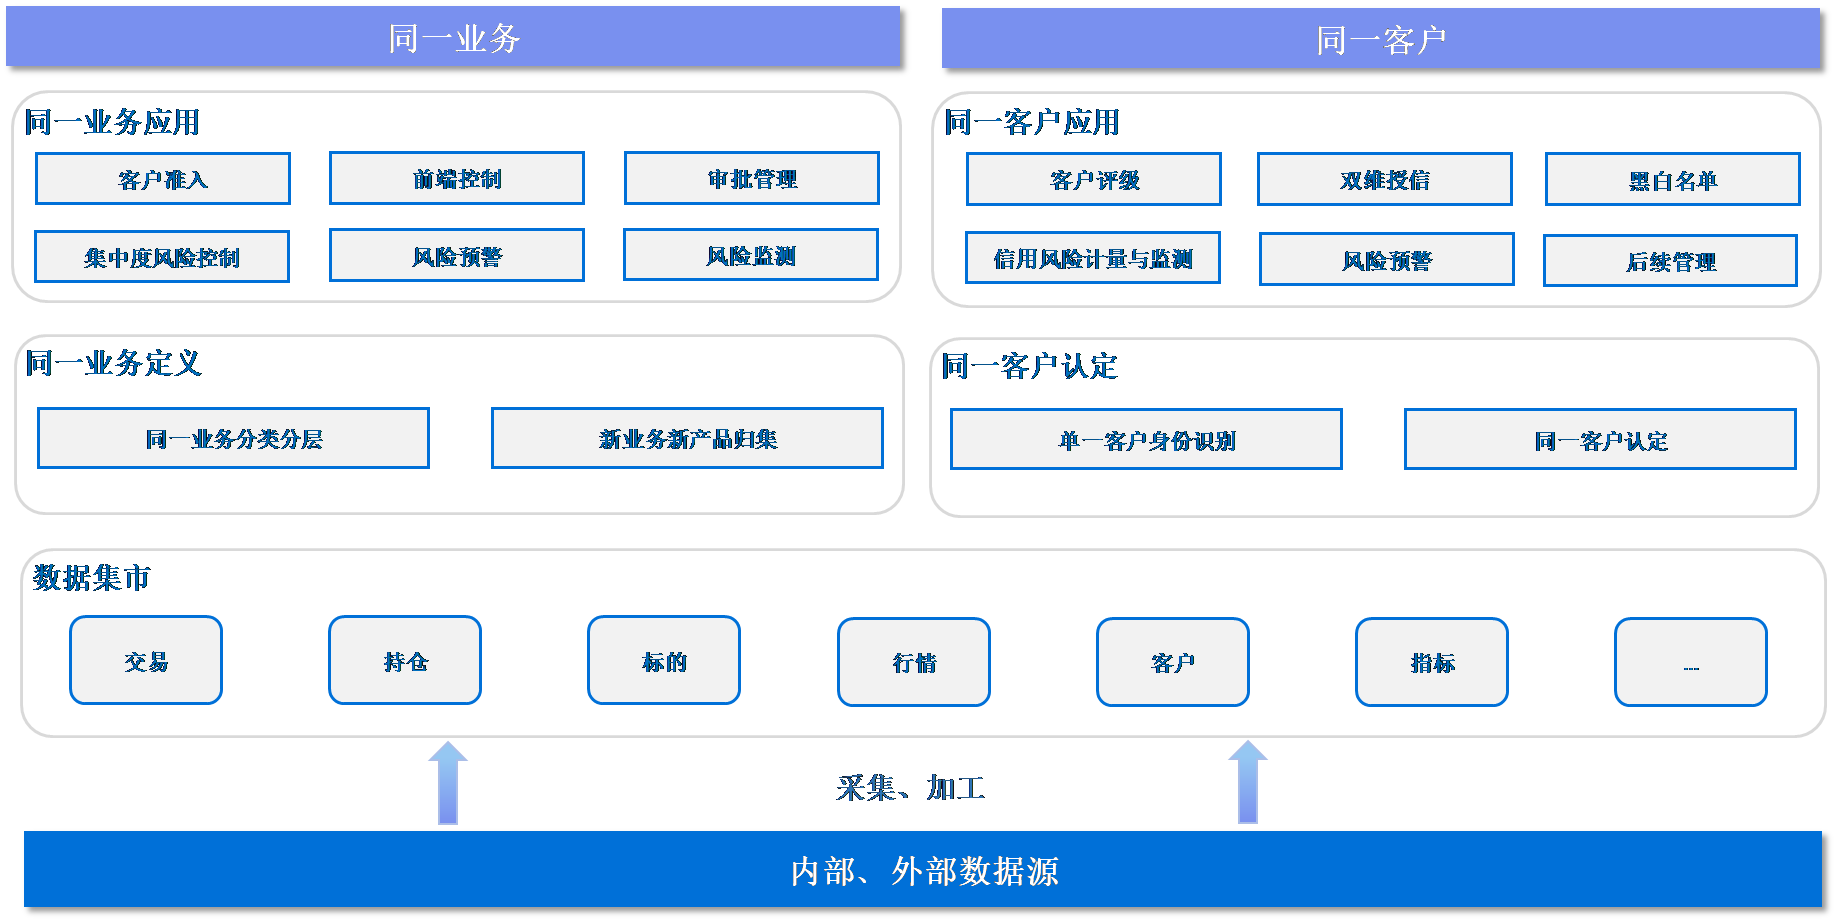 同一业务
同一客户
同一业务应用
客户准入
前端控制
审批管理
集中度风险控制
风险预警
风险监测
同一客户应用
客户评级
双维授信
黑白名单
信用风险计量与监测
风险预警
后续管理
同一业务定义
同一业务分类分层
新业务新产品归集
同一客户认定
单一客户身份识别
同一客户认定
数据集市
交易
持仓
标的
行情
客户
指标
...
采集、加工
内部、外部数据源